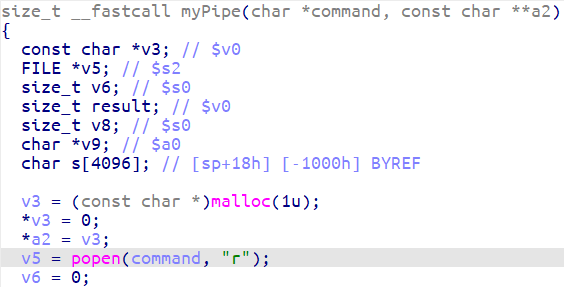 size_t __fastcall myPipe(char *command, const char **a2)
{
const char *v3; // $v0
FILE *v5; // $s2
size_t v6; // $s0
size_t result; // $v0
size_t v8; // $s0
char *v9; // $a0
char s[4096]; // [sp+18h] [-1000h] BYREF
v3 = (const char *)malloc(1u);
*v3 = 0;
*a2 = v3;
v5 = popen(command, "r");
v6 = 0;